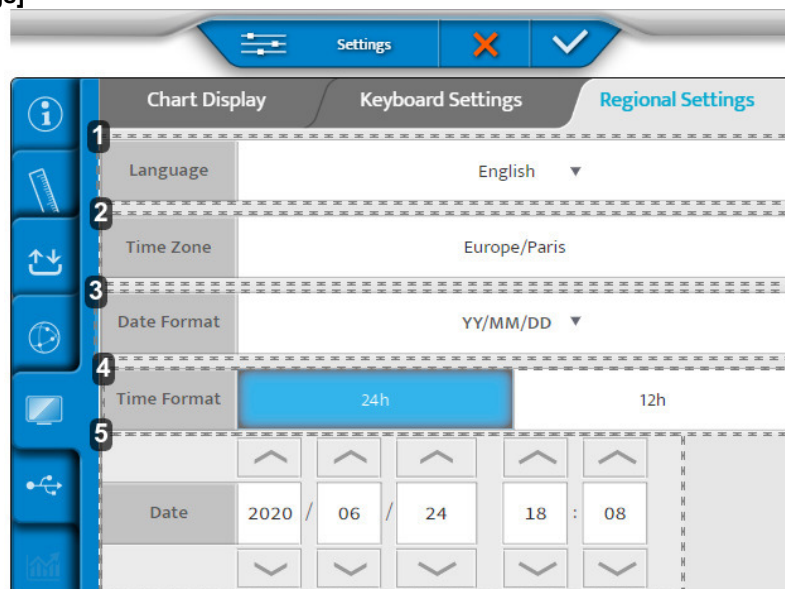 Settings
Chart Display Keyboard Settings Regional Settings
1
Language English
2
Time Zone Europe/Paris
3
Date Format YY/MM/DD
4
Time Format 24h 12h
5
Date 2020 / 06 / 24 18 : 08